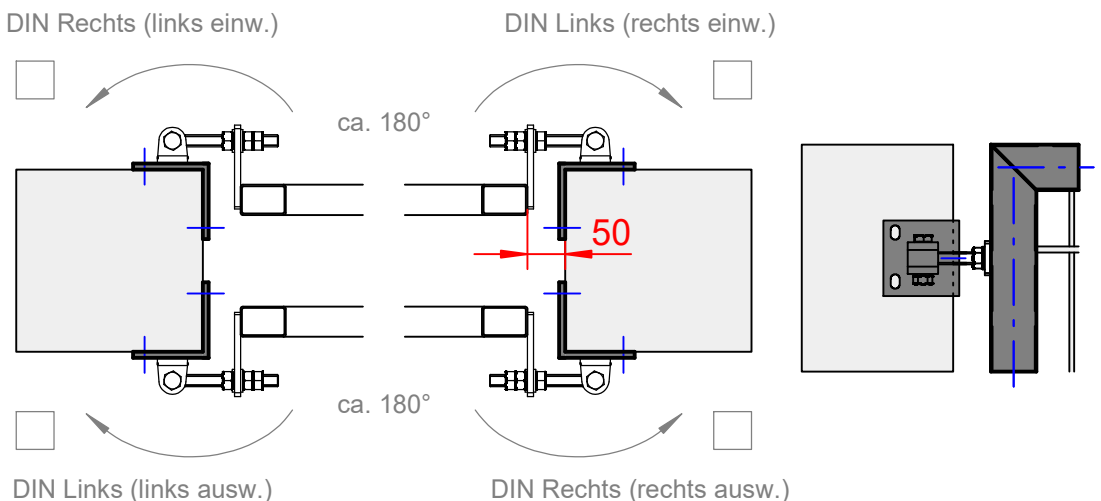 DIN Rechts (links einw.)
DIN Links (rechts einw.)
ca. 180°
50
ca. 180°
DIN Links (links ausw.)
DIN Rechts (rechts ausw.)